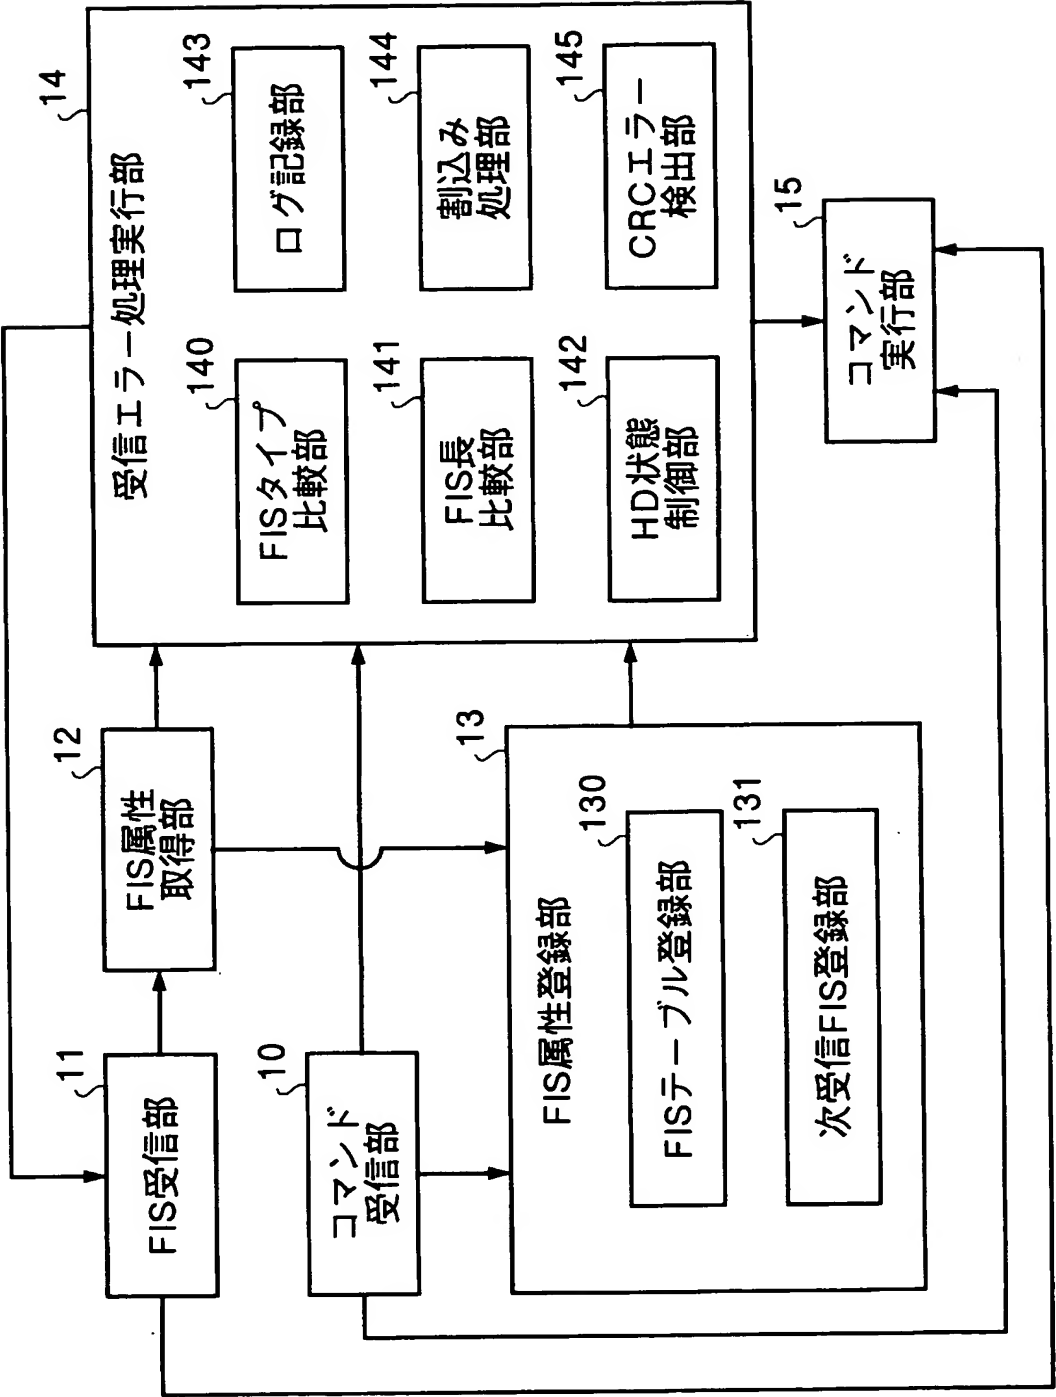 14
受信エラー処理実行部
140
FISタイプ
比較部
143
ログ記録部
141
FIS長
比較部
144
割込み
処理部
142
HD状態
制御部
145
CRCエラー
検出部
11
FIS受信部
12
FIS属性
取得部
10
コマンド
受信部
13
FIS属性登録部
130
FISテーブル登録部
131
次受信FIS登録部
15
コマンド
実行部